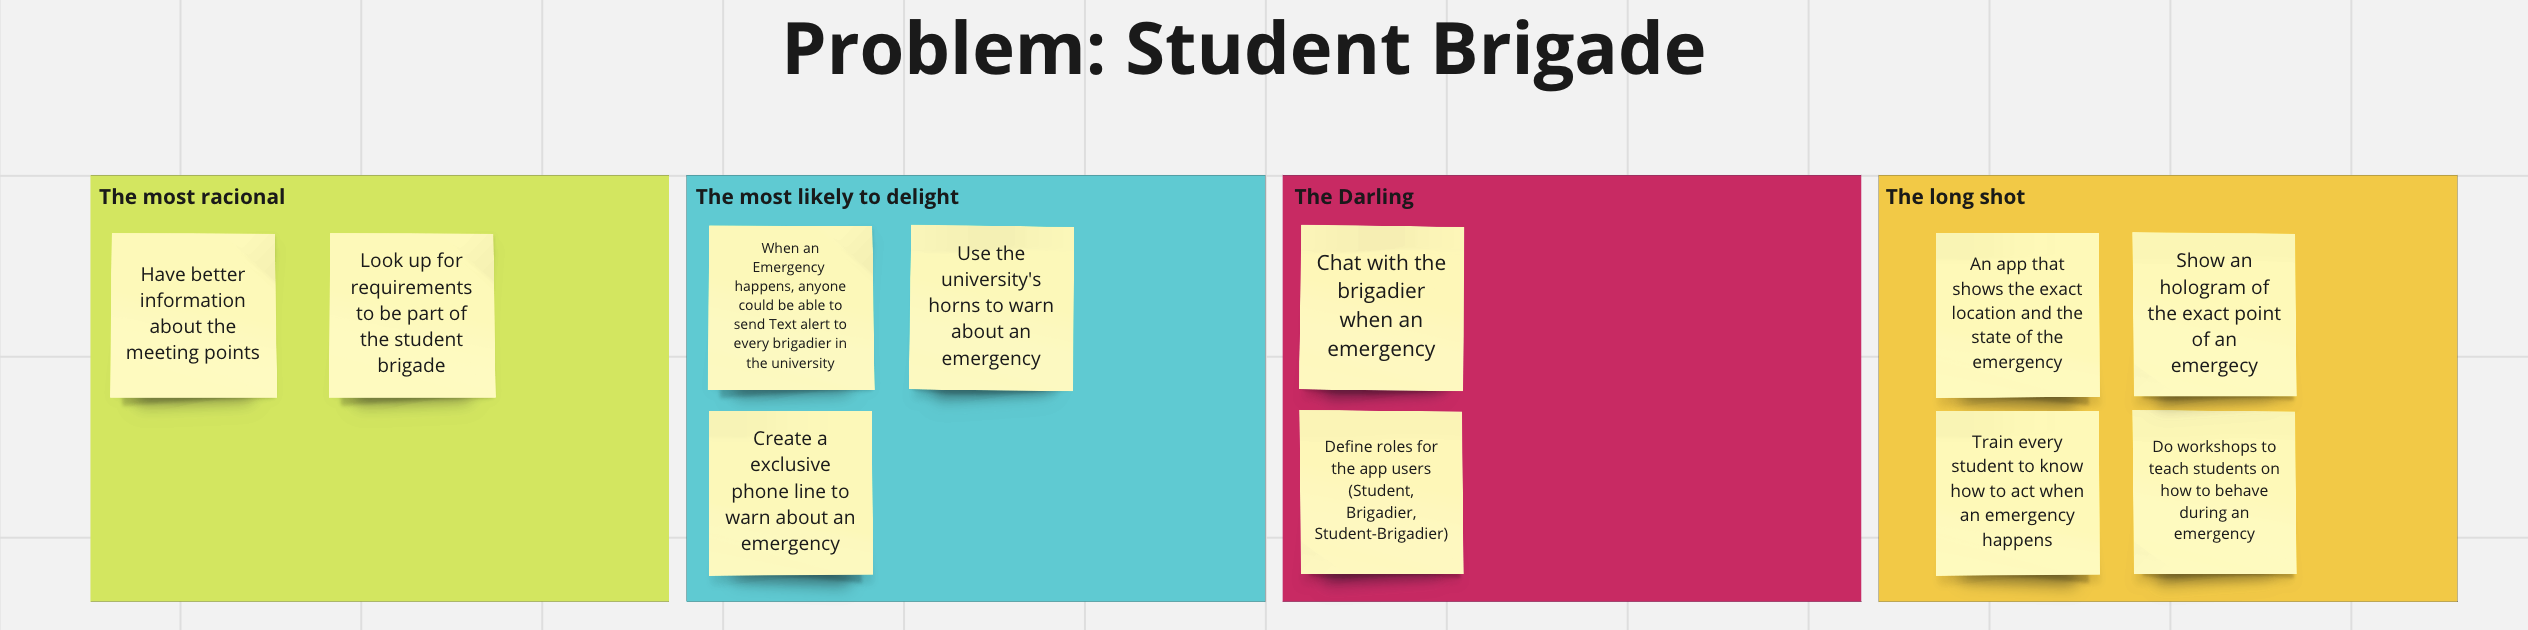 Problem: Student Brigade
The most racional
Have better
information
about the
meeting points
Look up for
requirements
to be part of
the student
brigade
The most likely to delight
When an
Emergency
happens, anyone
could be able to
send Text alert to
every brigadier in
the university
Use the
university's
horns to warn
about an
emergency
Create a
exclusive
phone line to
warn about an
emergency
The Darling
Chat with the
brigadier
when an
emergency
Define roles for
the app users
(Student,
Brigadier,
Student-Brigadier)
The long shot
An app that
shows the exact
location and the
state of the
emergency
Show an
hologram of
the exact point
of an
emergecy
Train every
student to know
how to act when
an emergency
happens
Do workshops to
teach students on
how to behave
during an
emergency